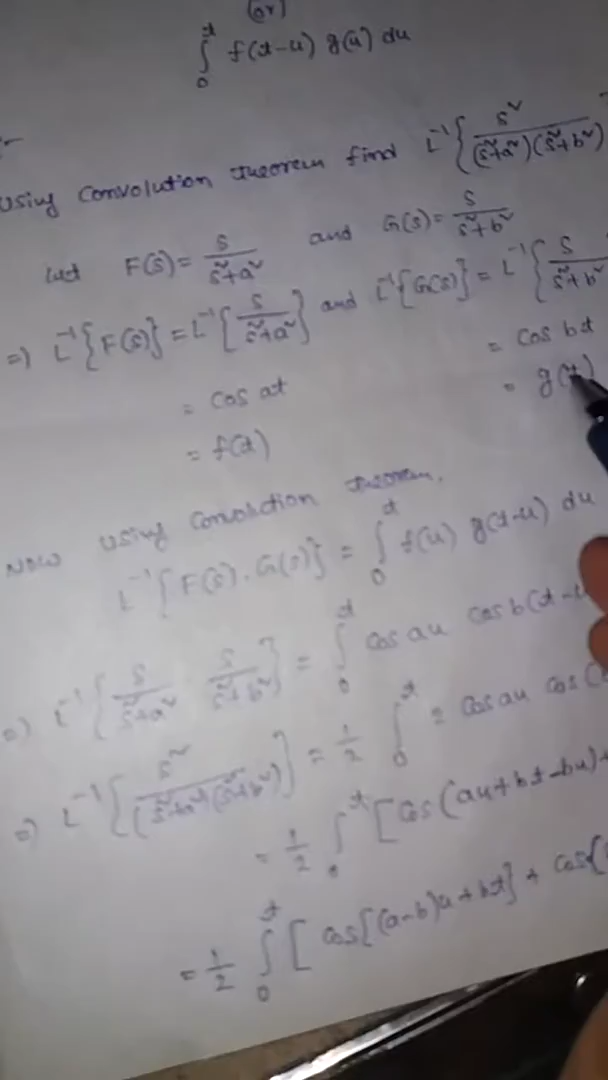 (or)
∫₀ᵗ f(t-u) g(u) du
Using Convolution theorem find L⁻¹{s²/((s²+a²)(s²+b²))
Let F(s) = s/(s²+a²) and G(s) = s/(s²+b²)
=) L⁻¹{F(s)} = L⁻¹{s/(s²+a²)} and L⁻¹{G(s)} = L⁻¹{s/(s²+b²)
= cos at = cos bt
= f(t) = g(t)
Now using Convolution theorem,
L⁻¹{F(s). G(s)} = ∫₀ᵗ f(u) g(t-u) du
=) L⁻¹{s/(s²+a²) s/(s²+b²)} = ∫₀ᵗ cos au cos b(t-u
=) L⁻¹{s²/((s²+a²)(s²+b²))} = 1/2 ∫₀ᵗ 2 cos au cos(
= 1/2 ∫₀ᵗ [cos(au+bt-bu)+
= 1/2 ∫₀ᵗ [cos[(a-b)u+bt] + cos[